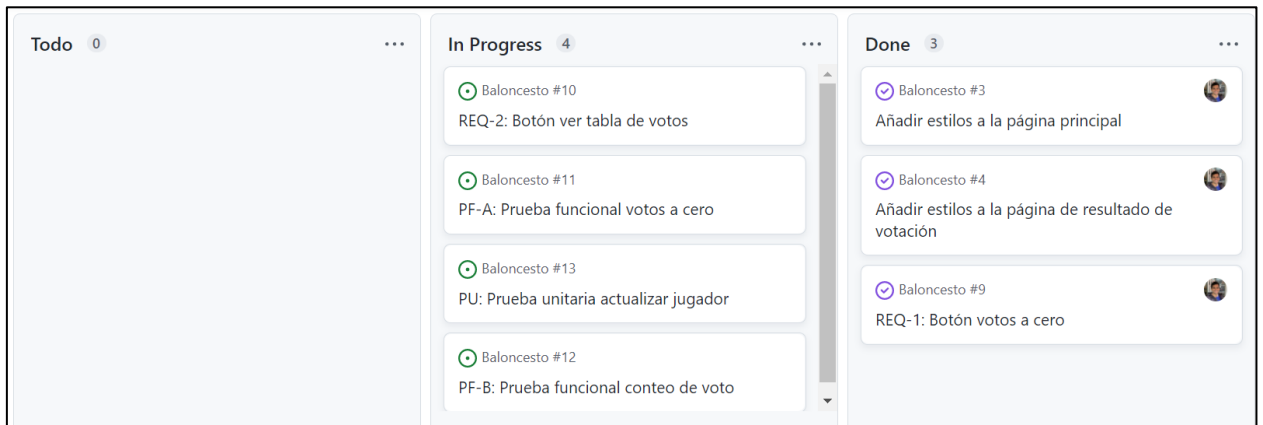 Todo 0
In Progress 4
Baloncesto #10
REQ-2: Botón ver tabla de votos
Baloncesto #11
PF-A: Prueba funcional votos a cero
Baloncesto #13
PU: Prueba unitaria actualizar jugador
Baloncesto #12
PF-B: Prueba funcional conteo de voto
Done 3
Baloncesto #3
Añadir estilos a la página principal
Baloncesto #4
Añadir estilos a la página de resultado de
votación
Baloncesto #9
REQ-1: Botón votos a cero